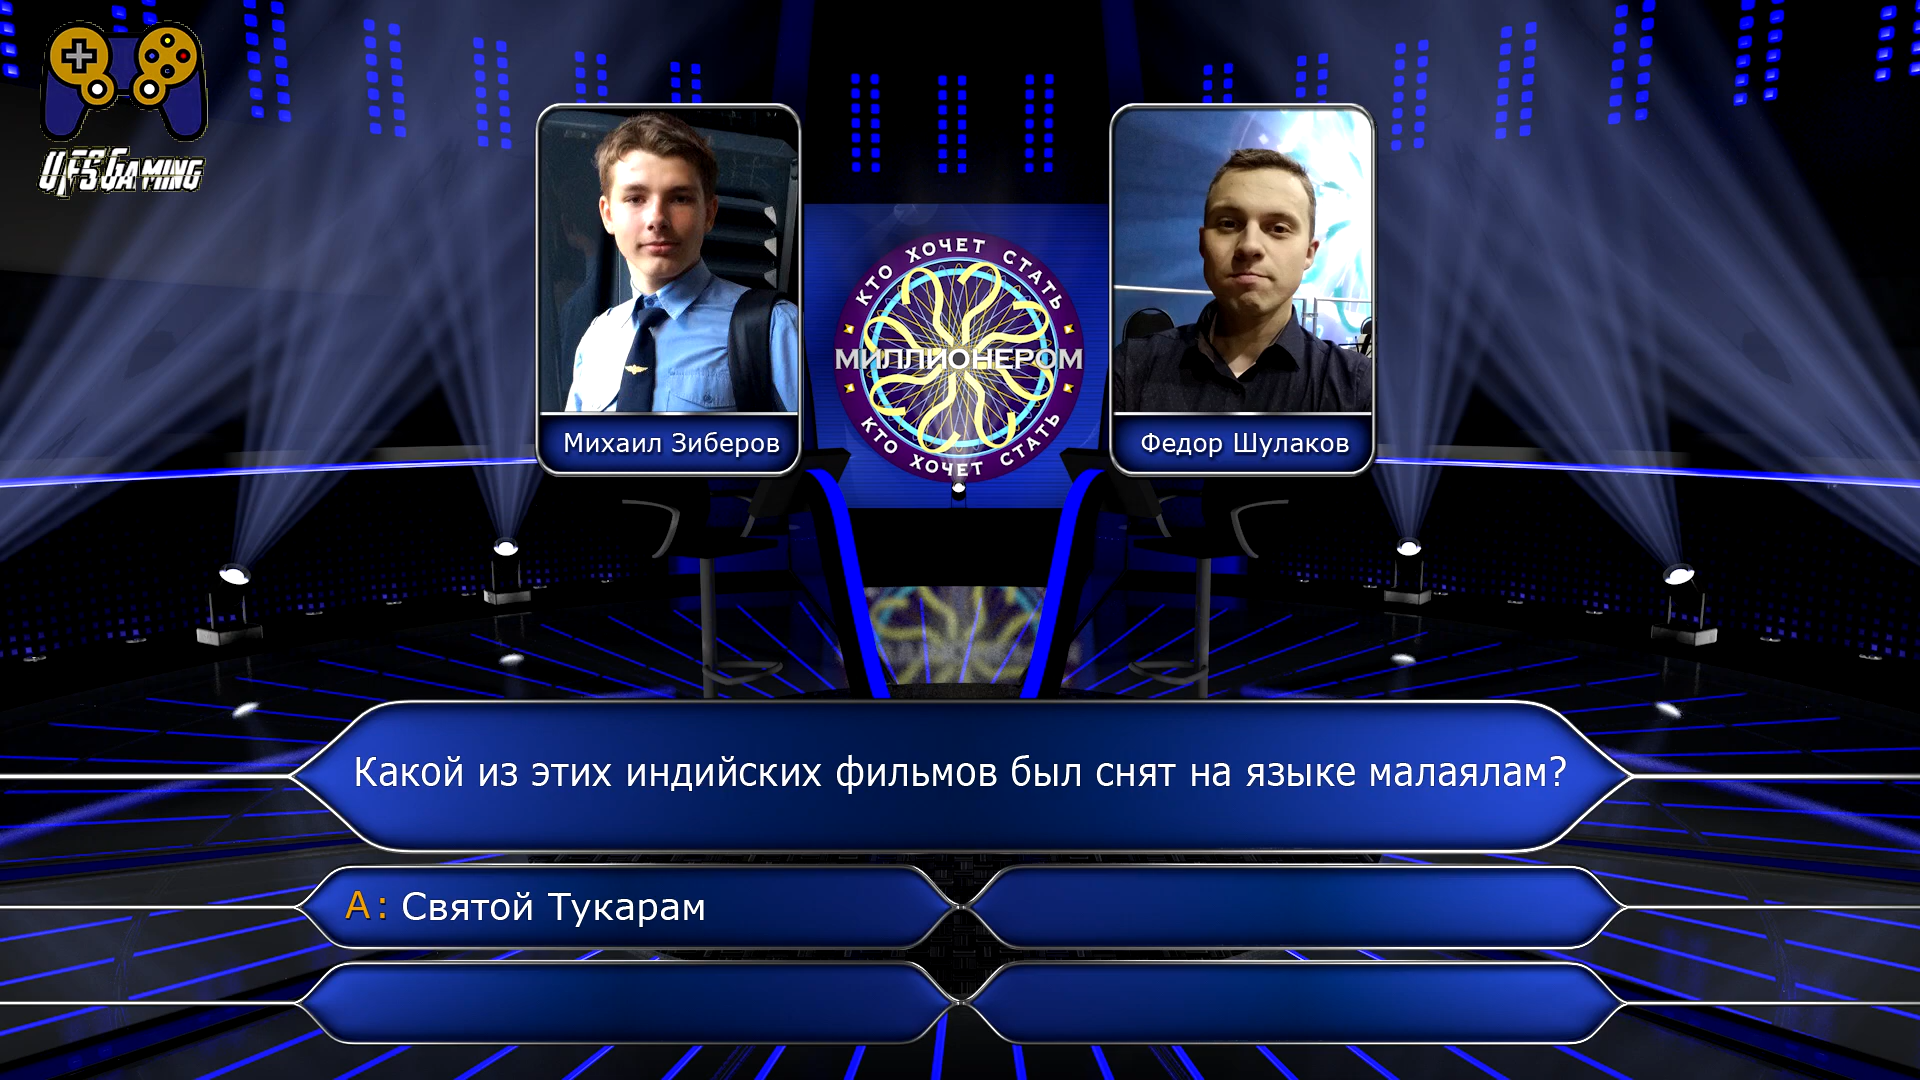 UFS GAMING
КТО ХОЧЕТ СТАТЬ
МИЛЛИОНЕРОМ
КТО ХОЧЕТ СТАТЬ
Михаил Зиберов
Федор Шулаков
Какой из этих индийских фильмов был снят на языке малаялам?
A: Святой Тукарам